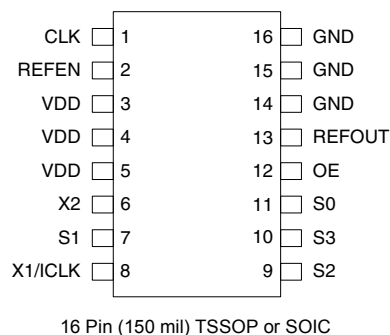 CLK 1 16 GND
REFEN 2 15 GND
VDD 3 14 GND
VDD 4 13 REFOUT
VDD 5 12 OE
X2 6 11 S0
S1 7 10 S3
X1/ICLK 8 9 S2
16 Pin (150 mil) TSSOP or SOIC